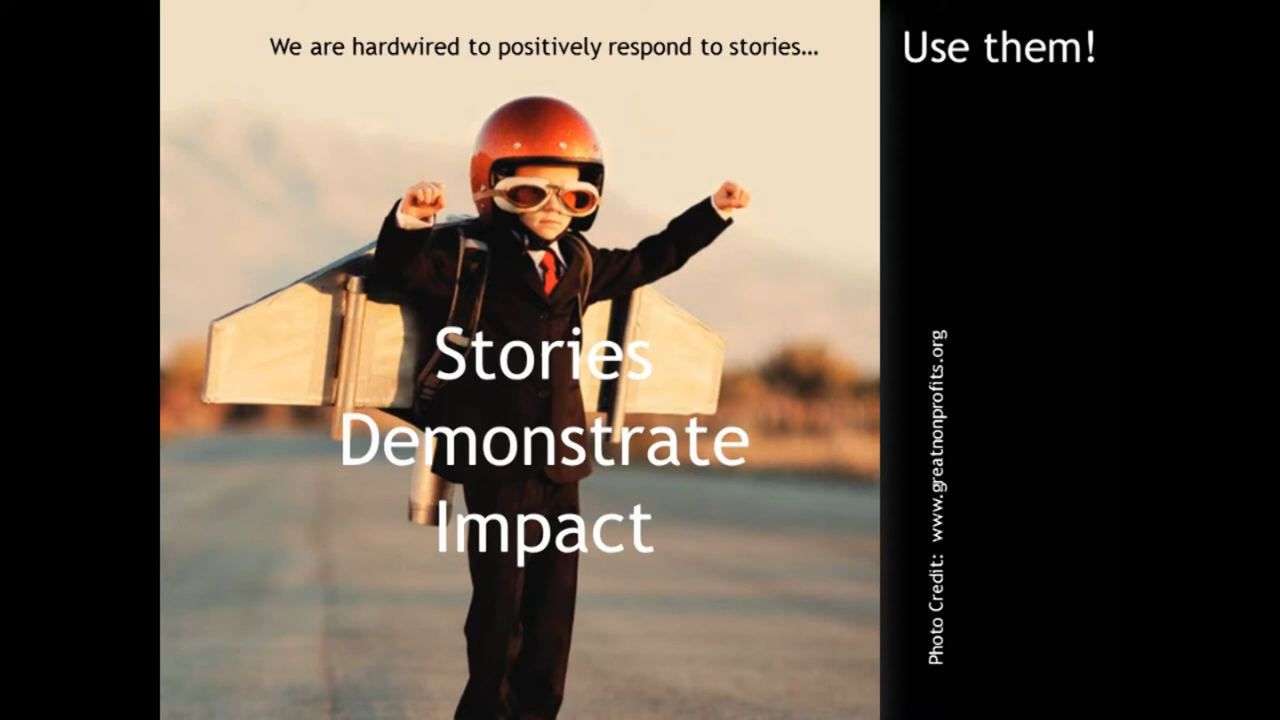 We are hardwired to positively respond to stories...
Use them!
Stories
Demonstrate
Impact
Photo Credit: www.greatnonprofits.org